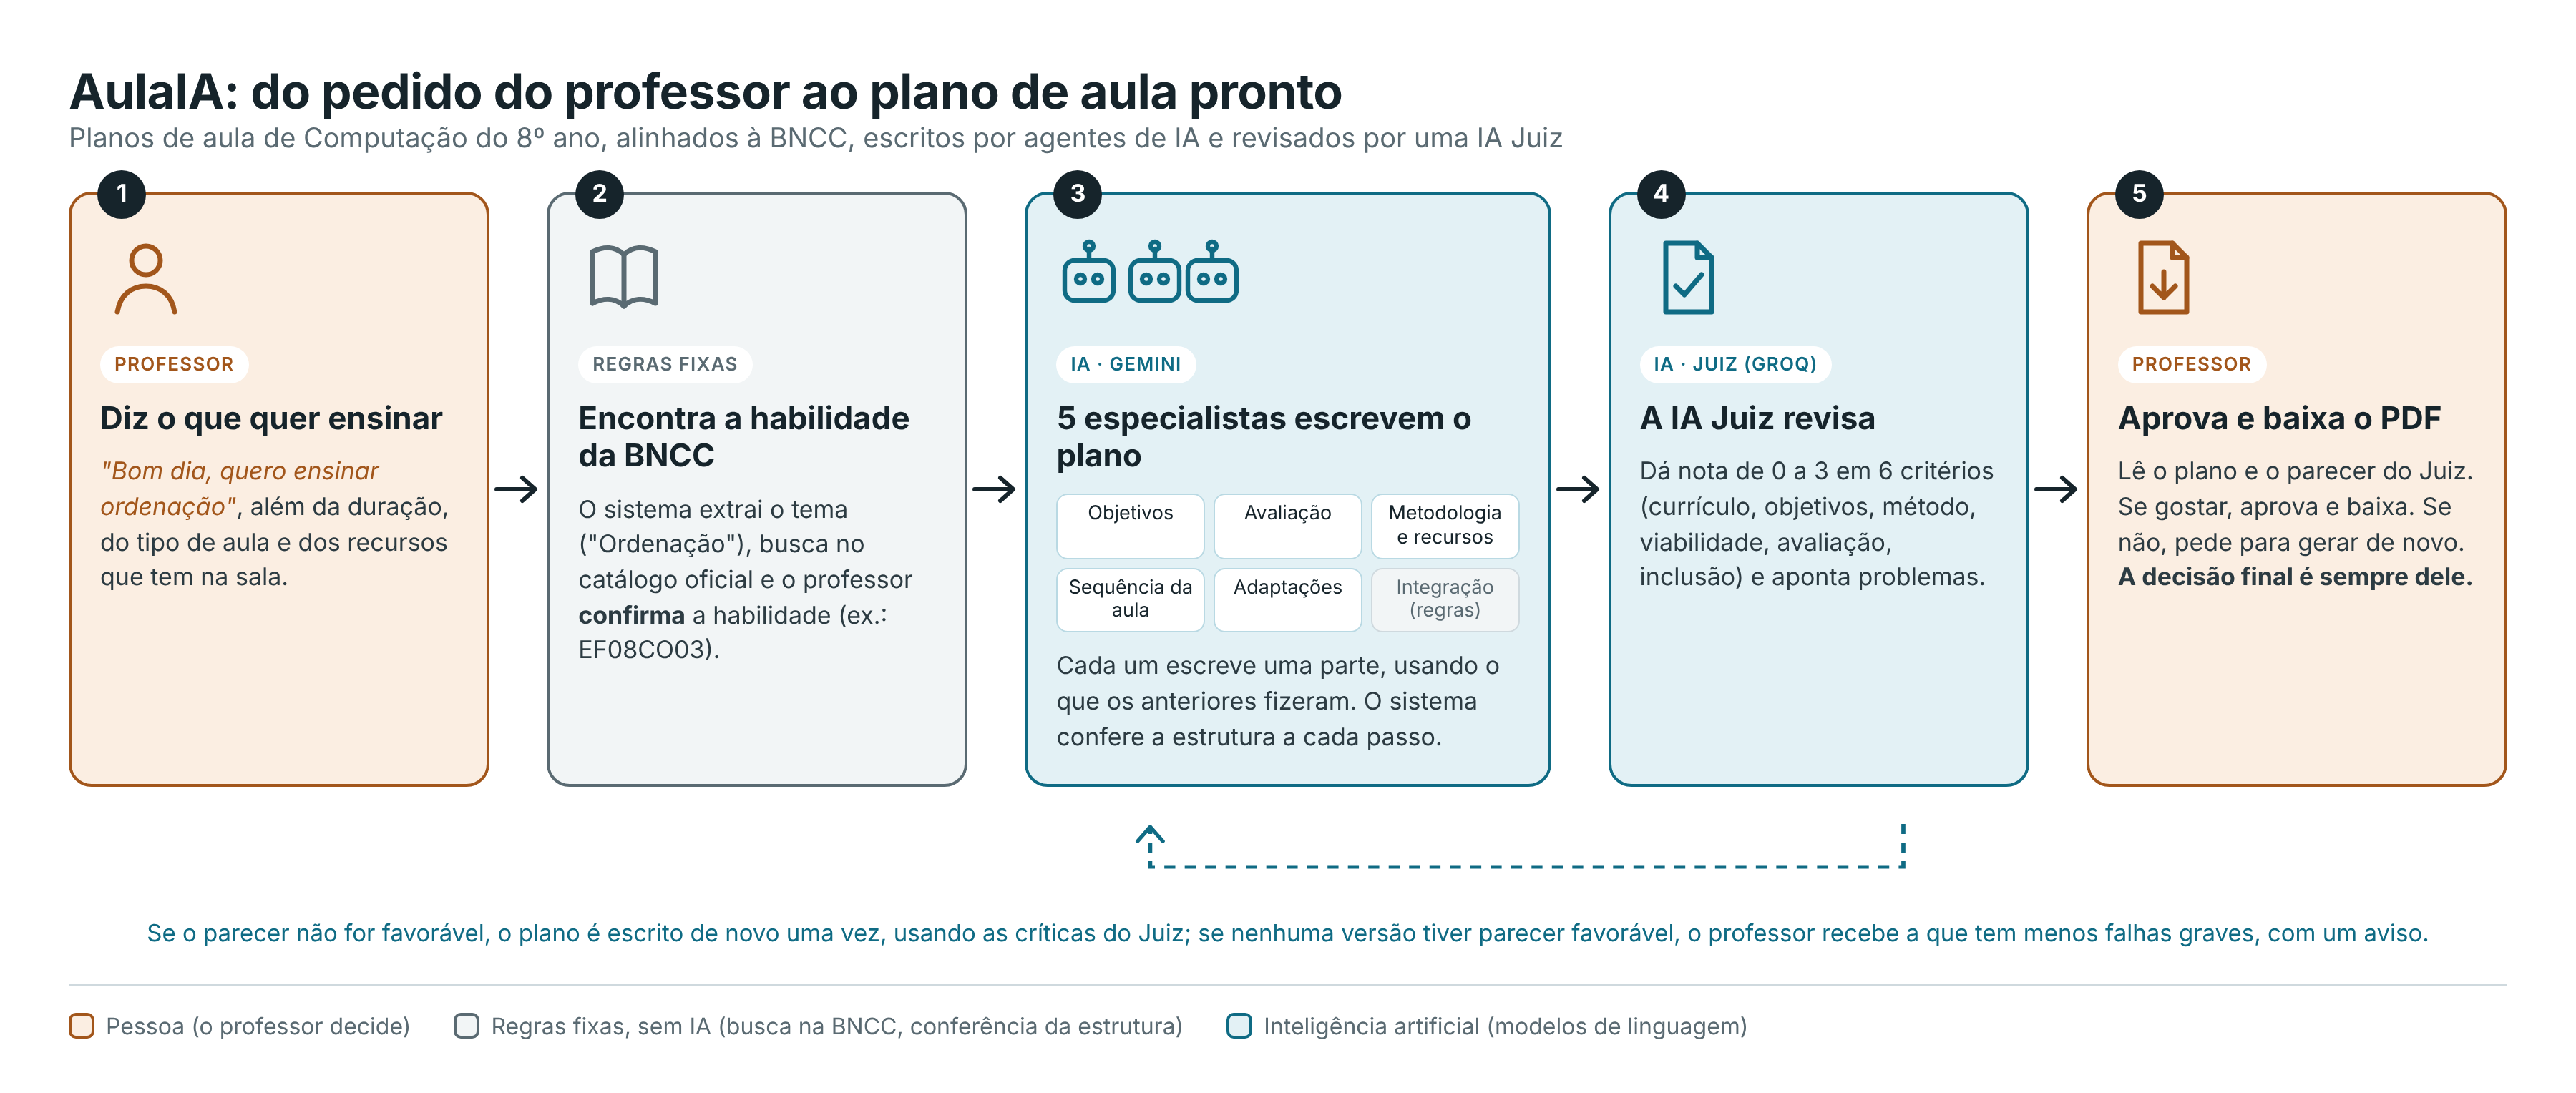 AulaIA: do pedido do professor ao plano de aula pronto
Planos de aula de Computação do 8º ano, alinhados à BNCC, escritos por agentes de IA e revisados por uma IA Juiz
1
PROFESSOR
Diz o que quer ensinar
"Bom dia, quero ensinar
ordenação", além da duração,
do tipo de aula e dos recursos
que tem na sala.
2
REGRAS FIXAS
Encontra a habilidade
da BNCC
O sistema extrai o tema
("Ordenação"), busca no
catálogo oficial e o professor
confirma a habilidade (ex.:
EF08CO03).
3
IA · GEMINI
5 especialistas escrevem o
plano
Objetivos
Avaliação
Metodologia
e recursos
Sequência da
aula
Adaptações
Integração
(regras)
Cada um escreve uma parte, usando o
que os anteriores fizeram. O sistema
confere a estrutura a cada passo.
4
IA · JUIZ (GROQ)
A IA Juiz revisa
Dá nota de 0 a 3 em 6 critérios
(currículo, objetivos, método,
viabilidade, avaliação,
inclusão) e aponta problemas.
5
PROFESSOR
Aprova e baixa o PDF
Lê o plano e o parecer do Juiz.
Se gostar, aprova e baixa. Se
não, pede para gerar de novo.
A decisão final é sempre dele.
Se o parecer não for favorável, o plano é escrito de novo uma vez, usando as críticas do Juiz; se nenhuma versão tiver parecer favorável, o professor recebe a que tem menos falhas graves, com um aviso.
Pessoa (o professor decide)
Regras fixas, sem IA (busca na BNCC, conferência da estrutura)
Inteligência artificial (modelos de linguagem)